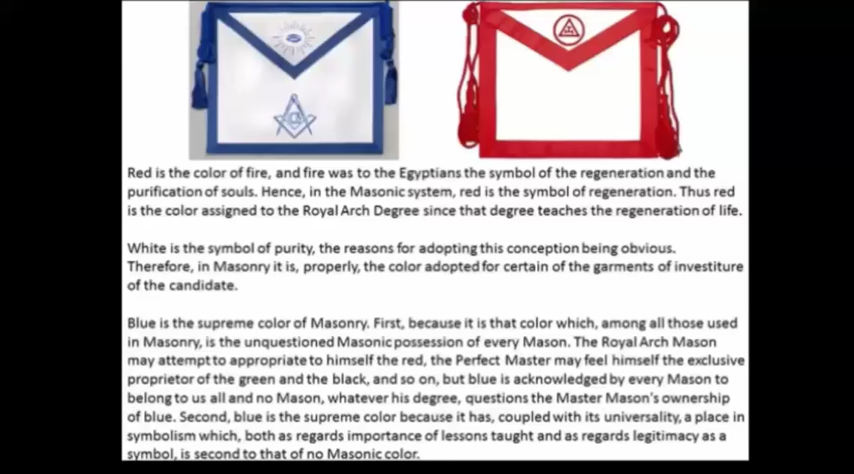 Red is the color of fire, and fire was to the Egyptians the symbol of the regeneration and the
purification of souls. Hence, in the Masonic system, red is the symbol of regeneration. Thus red
is the color assigned to the Royal Arch Degree since that degree teaches the regeneration of life.
White is the symbol of purity, the reasons for adopting this conception being obvious.
Therefore, in Masonry it is, properly, the color adopted for certain of the garments of investiture
of the candidate.
Blue is the supreme color of Masonry. First, because it is that color which, among all those used
in Masonry, is the unquestioned Masonic possession of every Mason. The Royal Arch Mason
may attempt to appropriate to himself the red, the Perfect Master may feel himself the exclusive
proprietor of the green and the black, and so on, but blue is acknowledged by every Mason to
belong to us all and no Mason, whatever his degree, questions the Master Mason's ownership
of blue. Second, blue is the supreme color because it has, coupled with its universality, a place in
symbolism which, both as regards importance of lessons taught and as regards legitimacy as a
symbol, is second to that of no Masonic color.